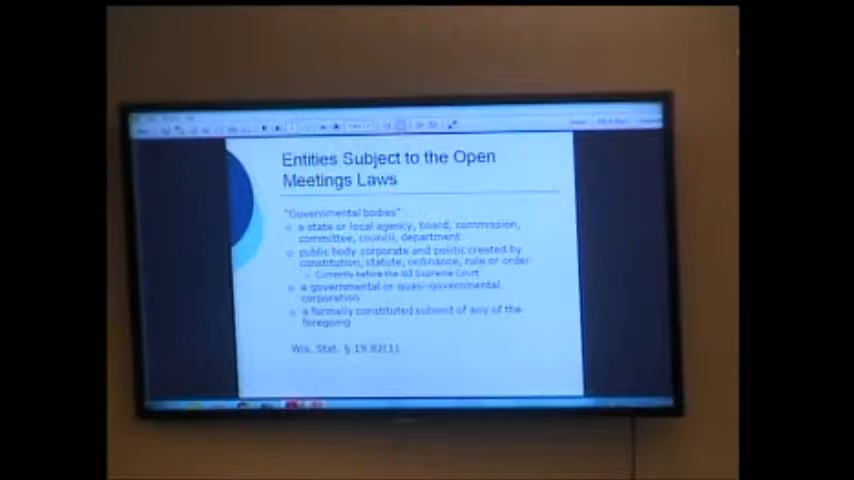 Entities Subject to the Open
Meetings Laws
"Governmental bodies"
a state or local agency, board, commission,
committee, council, department
public body corporate and politic created by
constitution, statute, ordinance, rule or order
Currently before the Supreme Court
a governmental or quasi-governmental
corporation
a formally constituted subunit of any of the
foregoing
Wis. Stat. § 19.82(1)